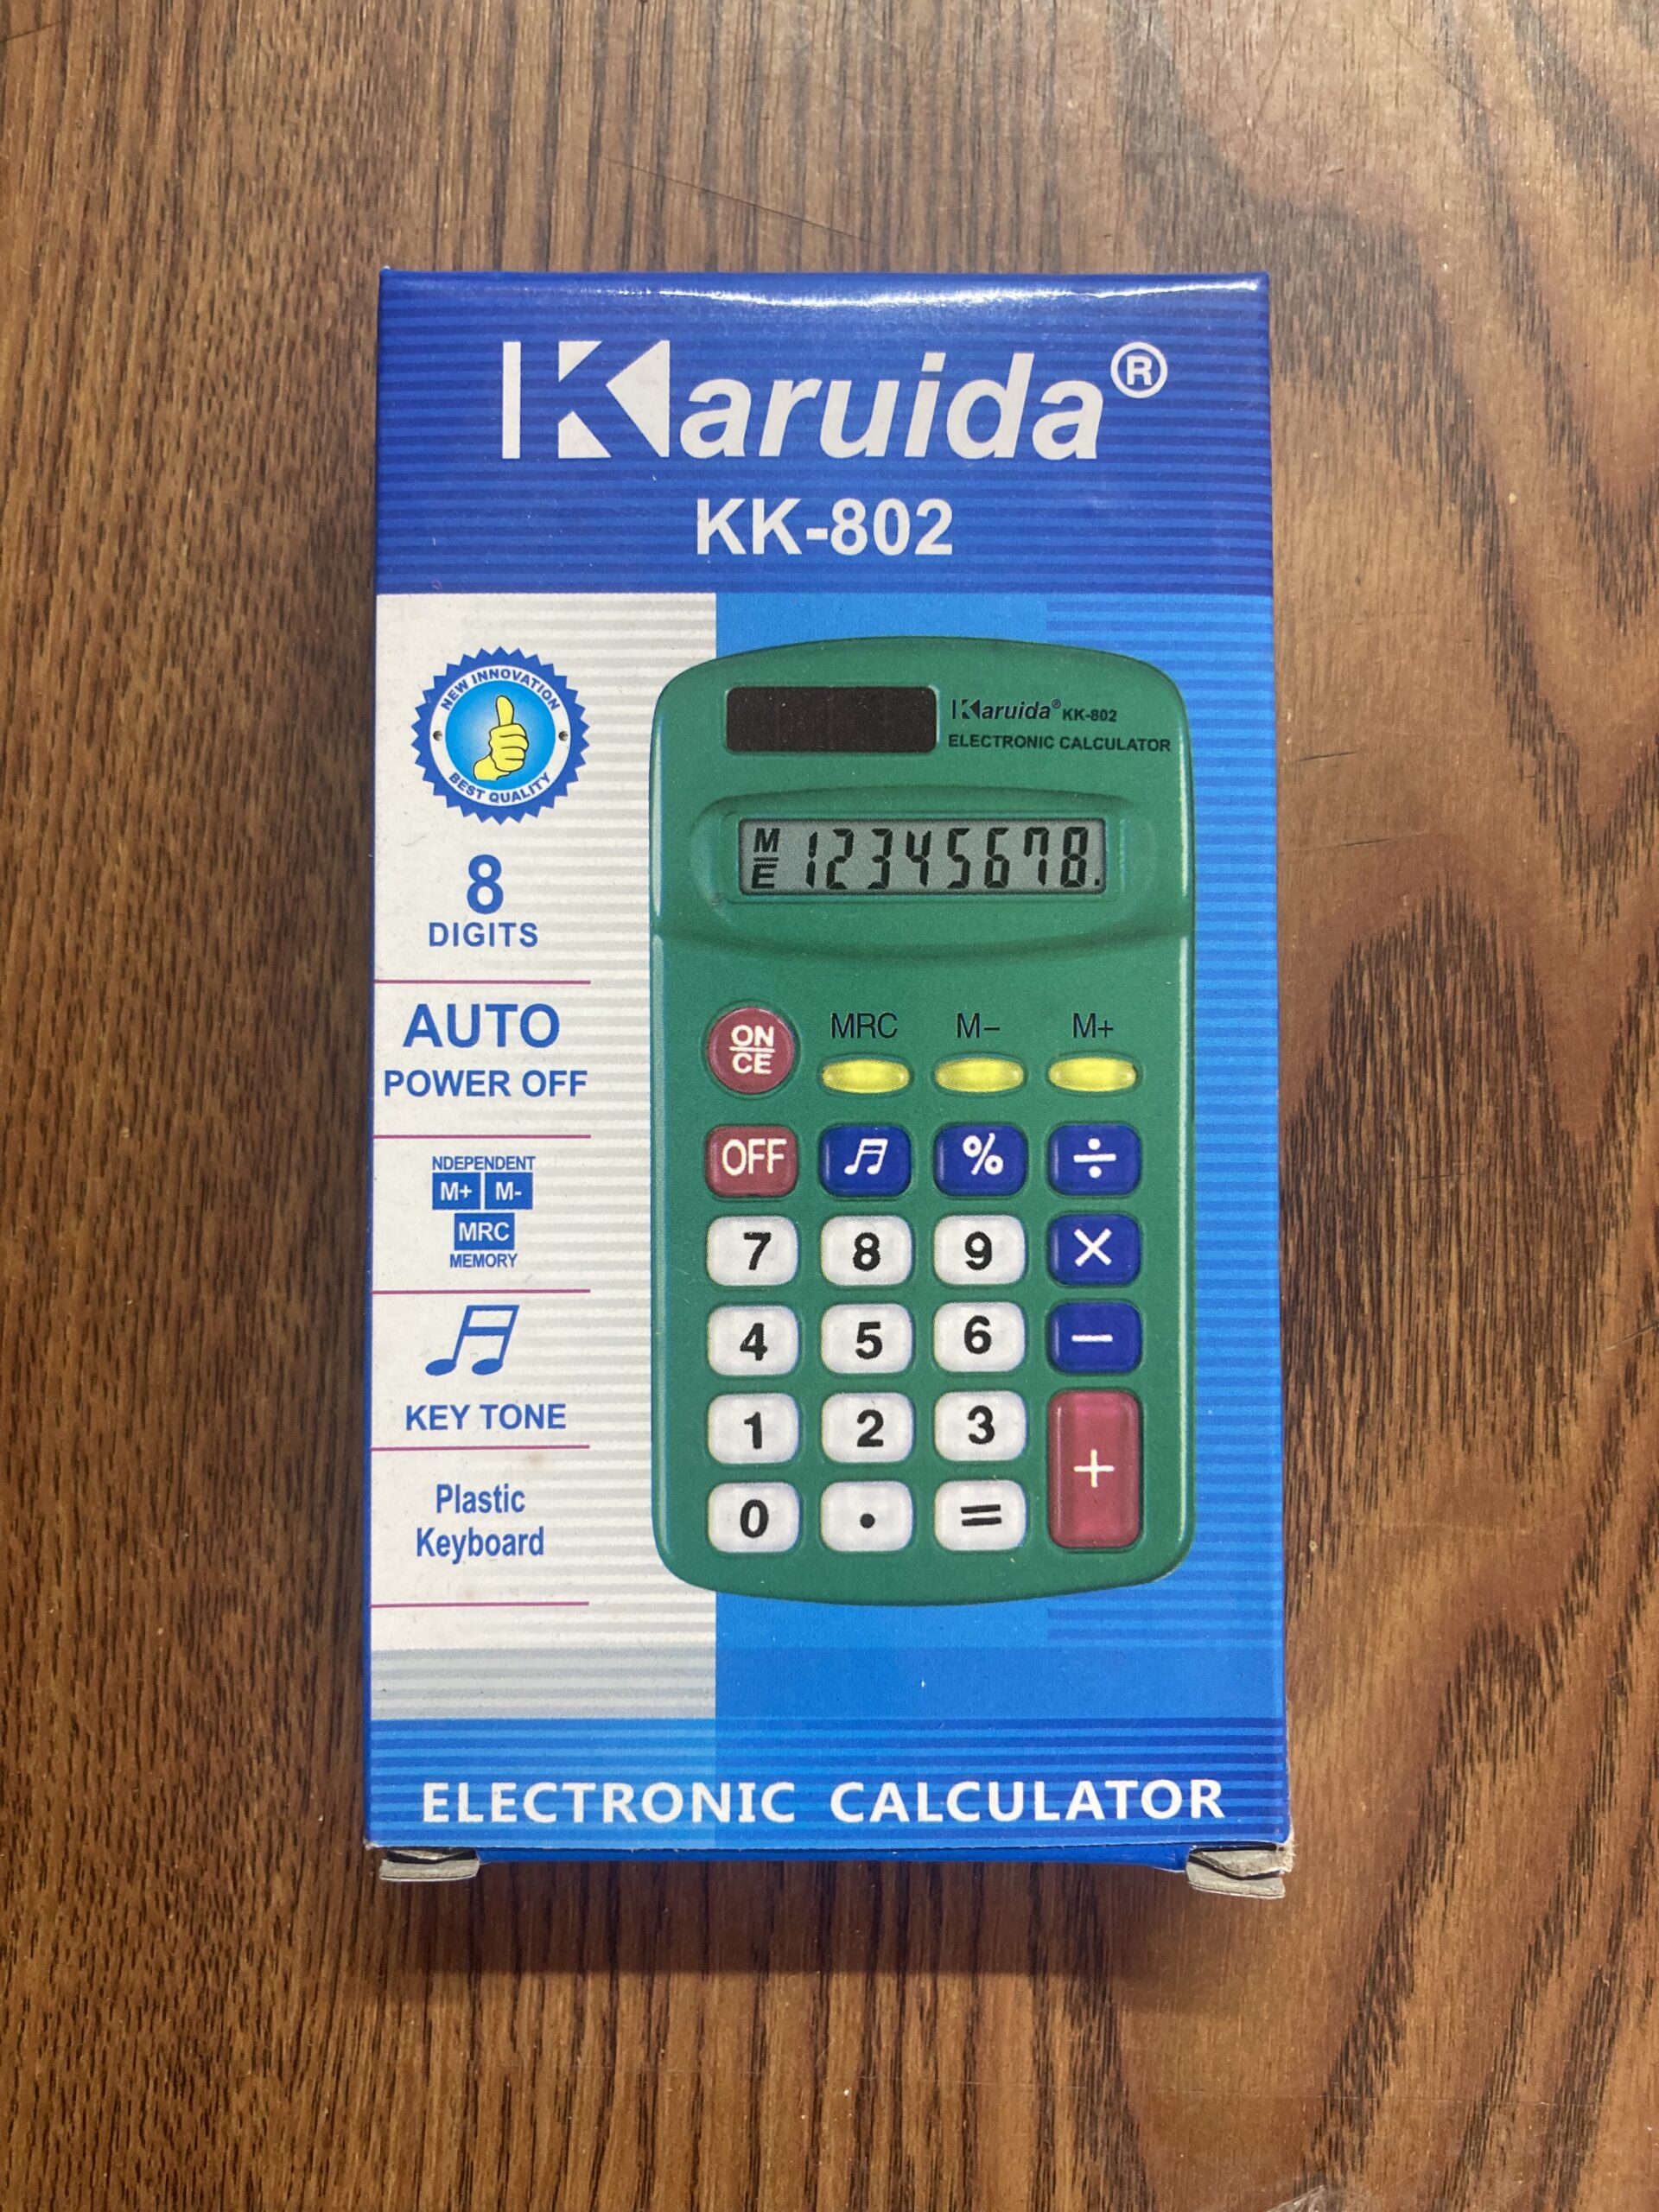 Karuida®
KK-802
NEW INNOVATION
BEST QUALITY
8
DIGITS
AUTO
POWER OFF
NDEPENDENT
M+ M-
MRC
MEMORY
KEY TONE
Plastic
Keyboard
Karuida® KK-802
ELECTRONIC CALCULATOR
M
E 12345678.
ON
CE
MRC M− M+
OFF % ÷
7 8 9 ×
4 5 6 −
1 2 3 +
0 . =
ELECTRONIC CALCULATOR